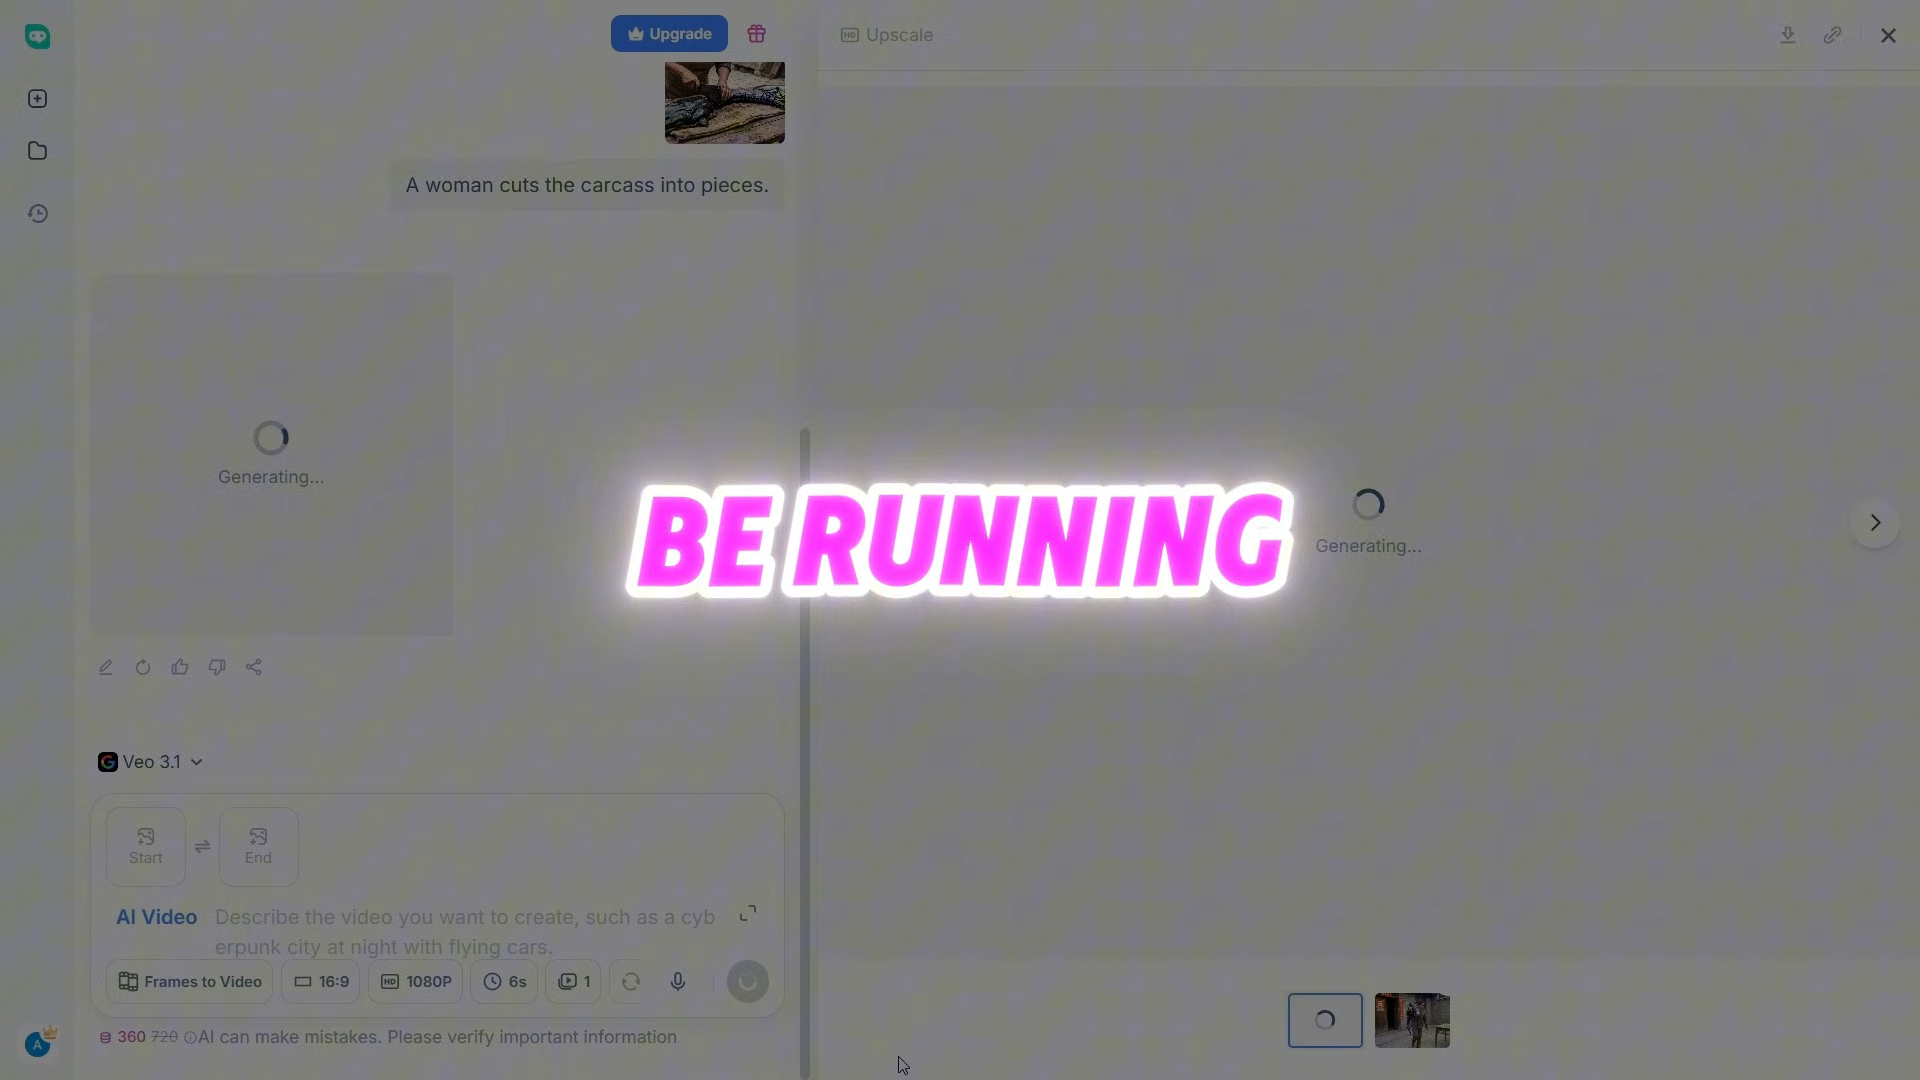 Upgrade
HD Upscale
A woman cuts the carcass into pieces.
Generating...
BE RUNNING
Generating...
G Veo 3.1
Start
End
AI Video Describe the video you want to create, such as a cyb
erpunk city at night with flying cars.
Frames to Video
16:9
HD 1080P
6s
1
360 720 AI can make mistakes. Please verify important information
A